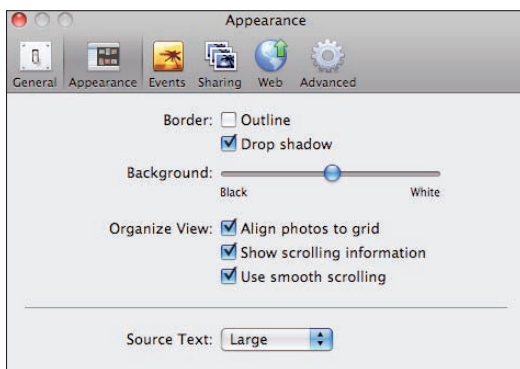 Appearance
General Appearance Events Sharing Web Advanced
Border: Outline
Drop shadow
Background:
Black White
Organize View: Align photos to grid
Show scrolling information
Use smooth scrolling
Source Text: Large